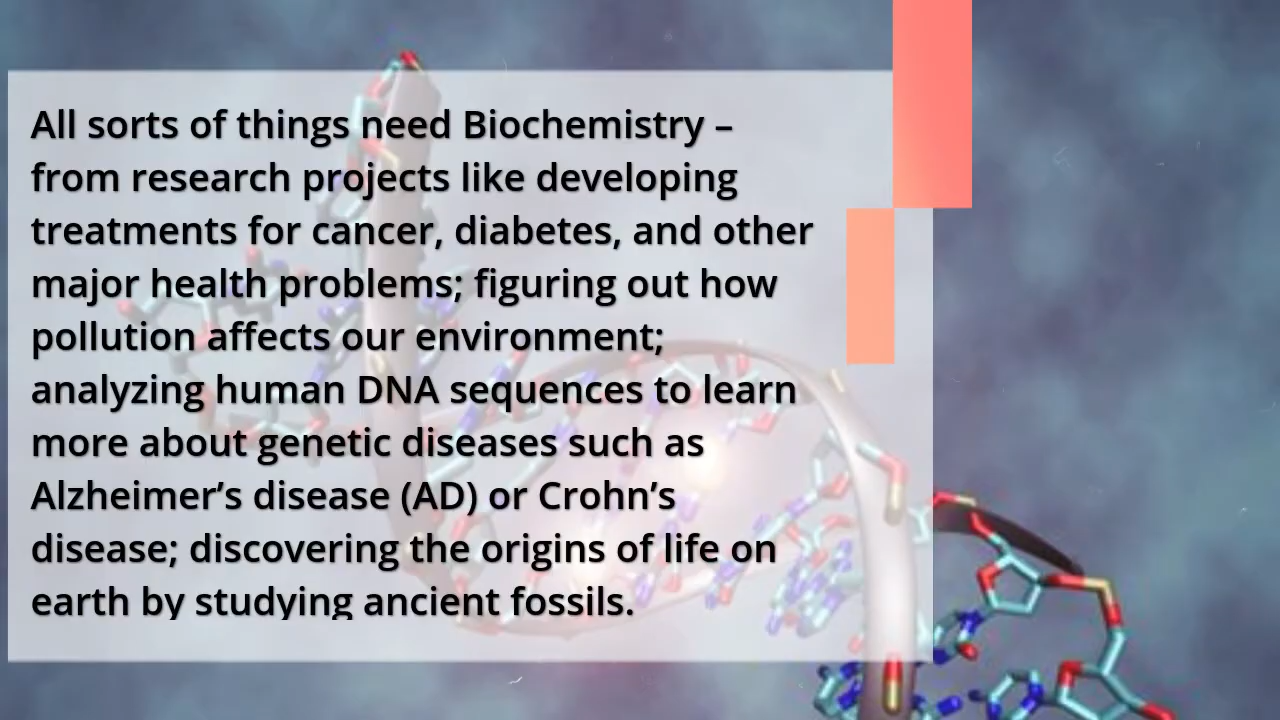 All sorts of things need Biochemistry –
from research projects like developing
treatments for cancer, diabetes, and other
major health problems; figuring out how
pollution affects our environment;
analyzing human DNA sequences to learn
more about genetic diseases such as
Alzheimer’s disease (AD) or Crohn’s
disease; discovering the origins of life on
earth by studying ancient fossils.